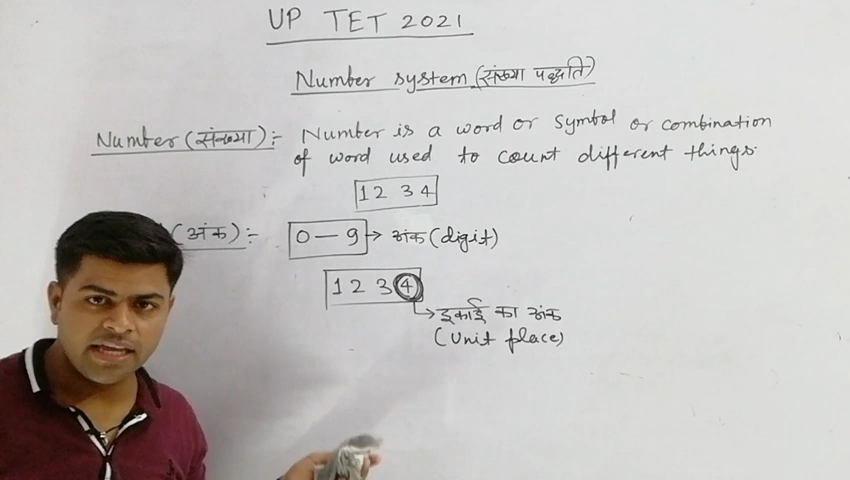 UP TET 2021
Number system (संख्या पद्धति)
Number (संख्या) :- Number is a word or symbol or combination
of word used to count different things.
1 2 3 4
(अंक) :- 0 — 9 → अंक (digit)
1 2 3 4
→ इकाई का अंक
(Unit place)